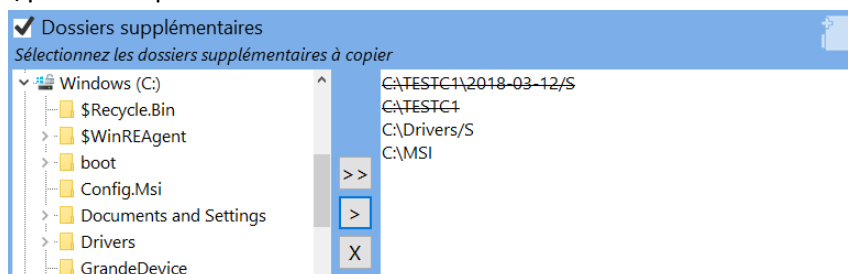 Dossiers supplémentaires
Sélectionnez les dossiers supplémentaires à copier
Windows (C:)
$Recycle.Bin
$WinREAgent
boot
Config.Msi
Documents and Settings
Drivers
GrandeDevice
>>
>
X
C:\TESTC1\2018-03-12/S
C:\TESTC1
C:\Drivers/S
C:\MSI